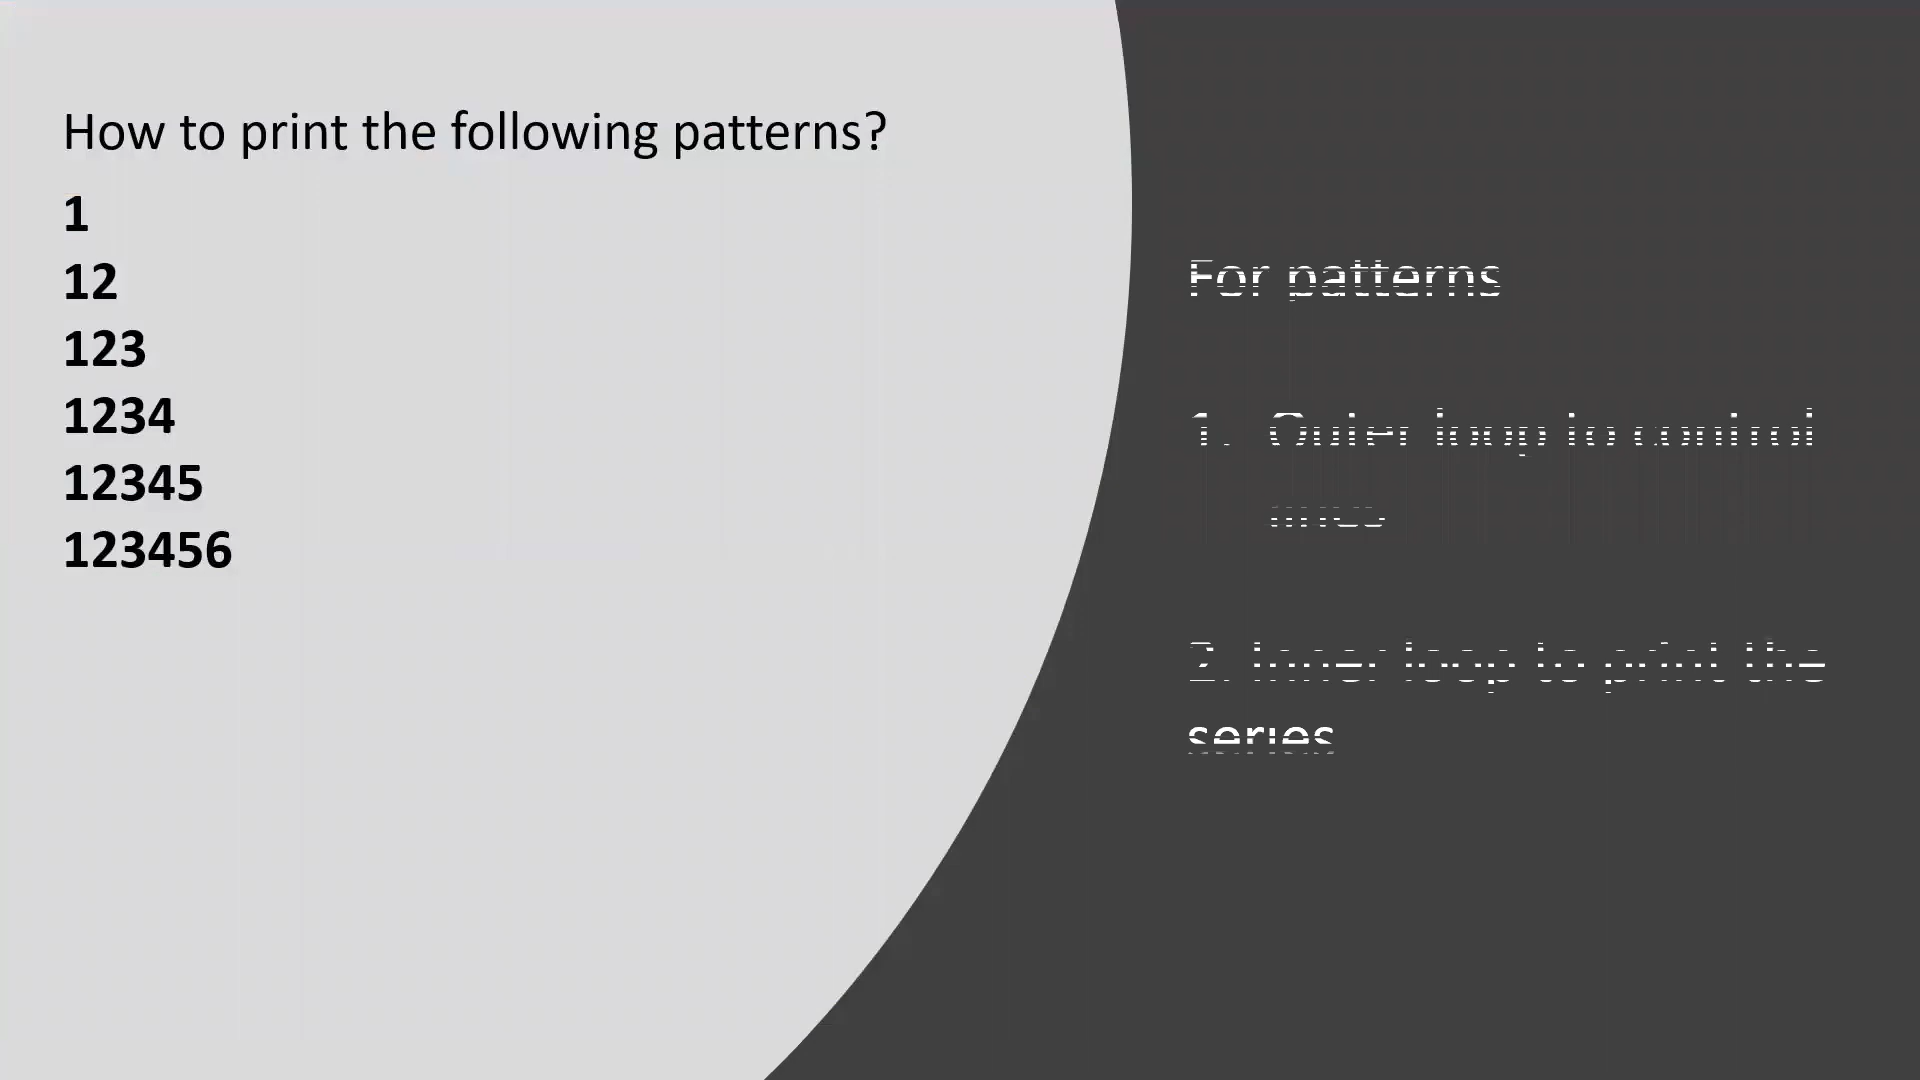 How to print the following patterns?
1
12
123
1234
12345
123456
For patterns
1. Outer loop to control
lines
2. Inner loop to print the
series